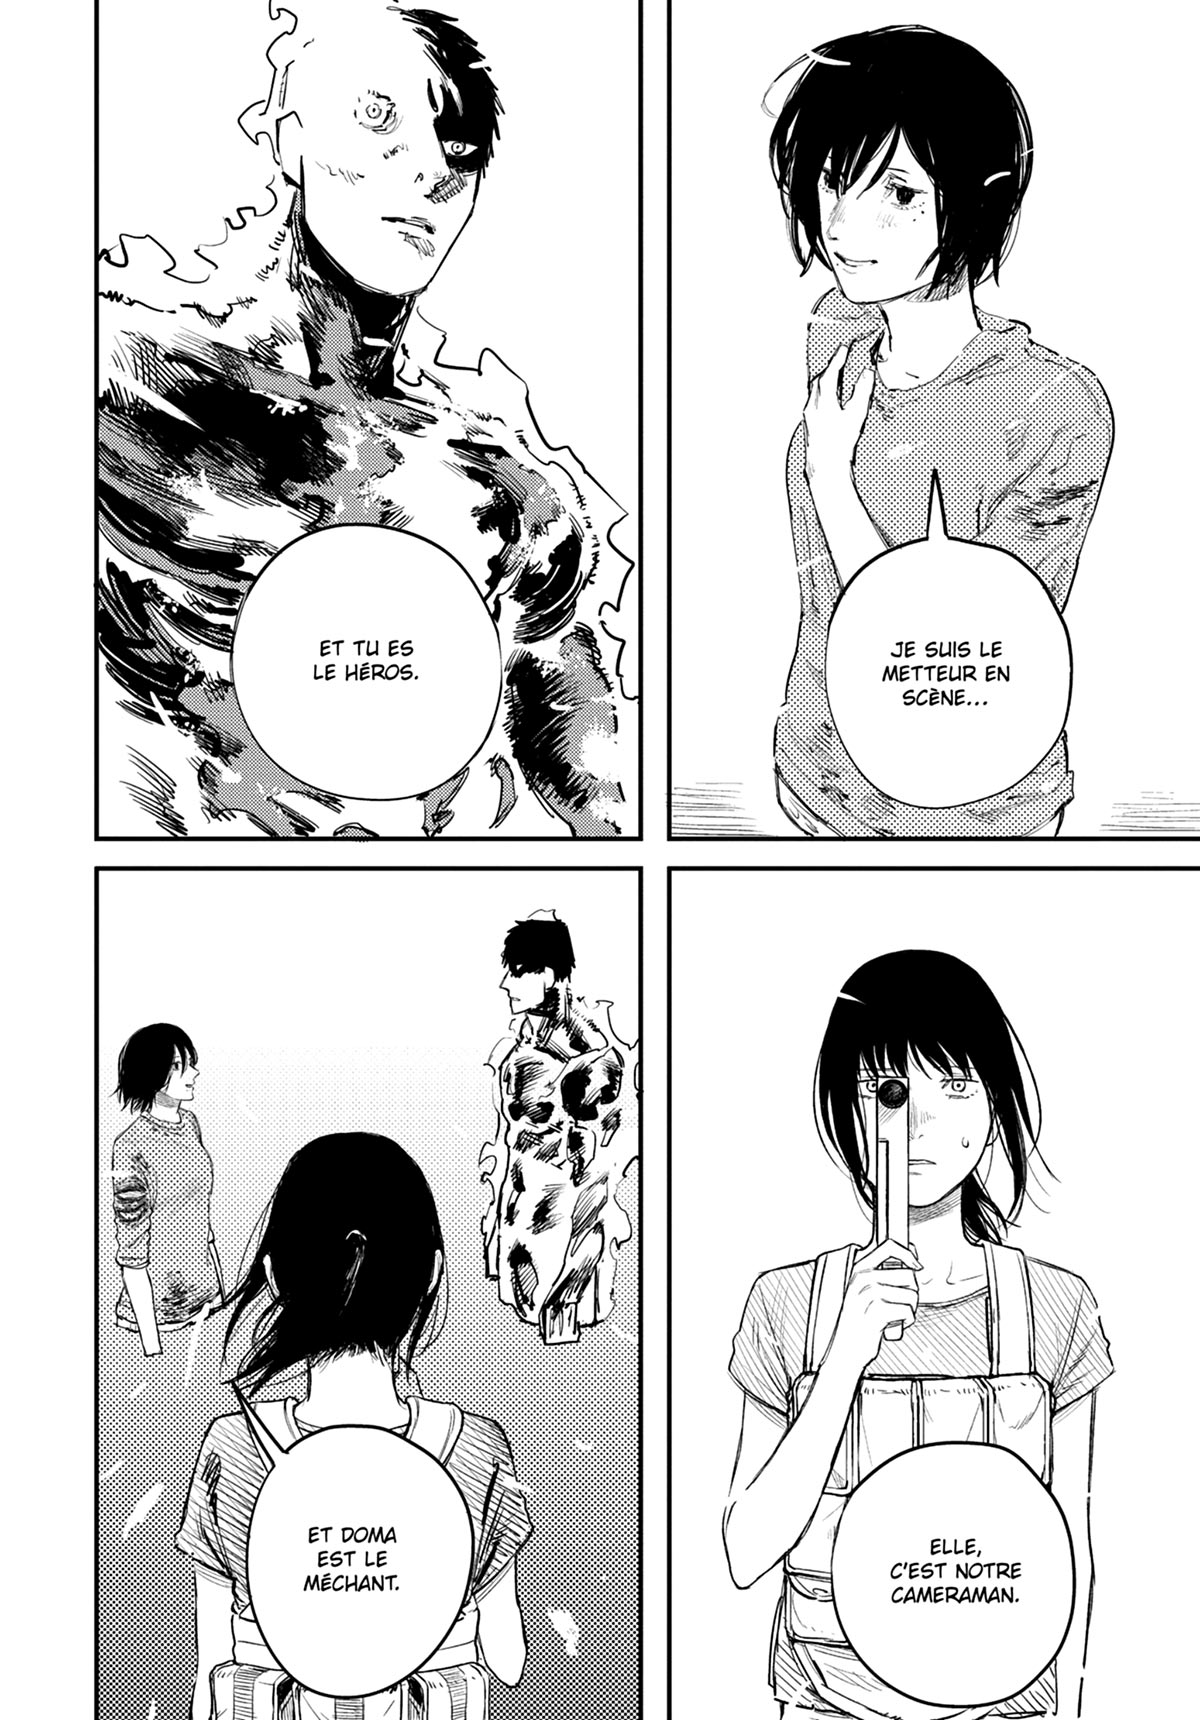 JE SUIS LE
METTEUR EN
SCÈNE...
ET TU ES
LE HÉROS.
ELLE,
C'EST NOTRE
CAMERAMAN.
ET DOMA
EST LE
MÉCHANT.